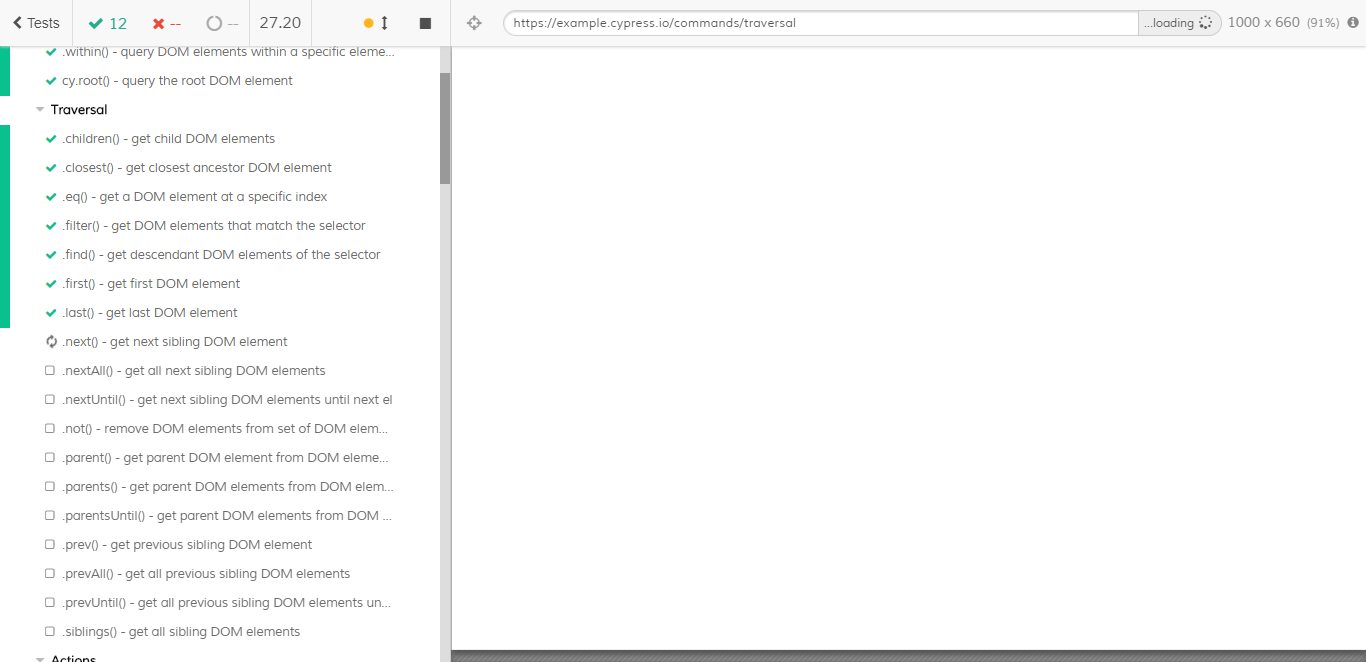 Tests 12 -- -- 27.20 https://example.cypress.io/commands/traversal ...loading 1000 x 660 (91%)
.within() - query DOM elements within a specific eleme...
cy.root() - query the root DOM element
Traversal
.children() - get child DOM elements
.closest() - get closest ancestor DOM element
.eq() - get a DOM element at a specific index
.filter() - get DOM elements that match the selector
.find() - get descendant DOM elements of the selector
.first() - get first DOM element
.last() - get last DOM element
.next() - get next sibling DOM element
.nextAll() - get all next sibling DOM elements
.nextUntil() - get next sibling DOM elements until next el
.not() - remove DOM elements from set of DOM elem...
.parent() - get parent DOM element from DOM eleme...
.parents() - get parent DOM elements from DOM elem...
.parentsUntil() - get parent DOM elements from DOM ...
.prev() - get previous sibling DOM element
.prevAll() - get all previous sibling DOM elements
.prevUntil() - get all previous sibling DOM elements un...
.siblings() - get all sibling DOM elements
Actions